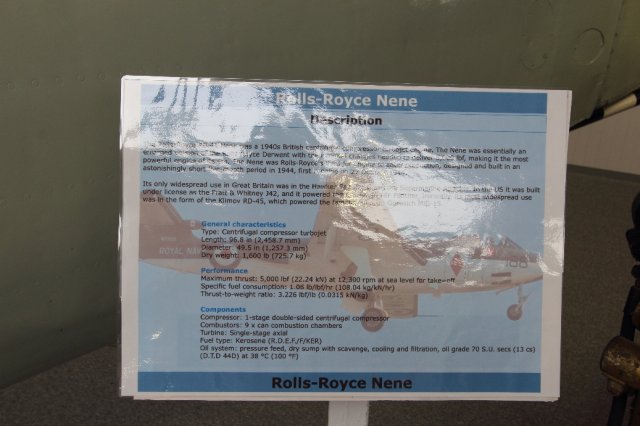 Rolls-Royce Nene
Description
was a 1940s British centrifugal compressor turbojet engine. The Nene was essentially an
Derwent with the making it the most
powerful engine of The Nene was Rolls-Royce's designed and built in an
astonishingly short period in 1944, first
Its only widespread use in Great Britain was in the Hawker In the US it was built
under license as the Pratt & Whitney J42, and it powered the widespread use
was in the form of the Klimov RD-45, which powered the MiG-15.
General characteristics
Type: Centrifugal compressor turbojet
Length: 96.8 in (2,458.7 mm)
Diameter: 49.5 in (1,257.3 mm)
Dry weight: 1,600 lb (725.7 kg)
ROYAL NA
Performance
Maximum thrust: 5,000 lbf (22.24 kN) at 12,300 rpm at sea level for take-off
Specific fuel consumption: 1.06 lb/lbf/hr (108.04 kg/kN/hr)
Thrust-to-weight ratio: 3.226 lbf/lb (0.0315 kN/kg)
Components
Compressor: 1-stage double-sided centrifugal compressor
Combustors: 9 x can combustion chambers
Turbine: Single-stage axial
Fuel type: Kerosene (R.D.E.F/F/KER)
Oil system: pressure feed, dry sump with scavenge, cooling and filtration, oil grade 70 S.U. secs (13 cs)
(D.T.D 44D) at 38 °C (100 °F)
Rolls-Royce Nene